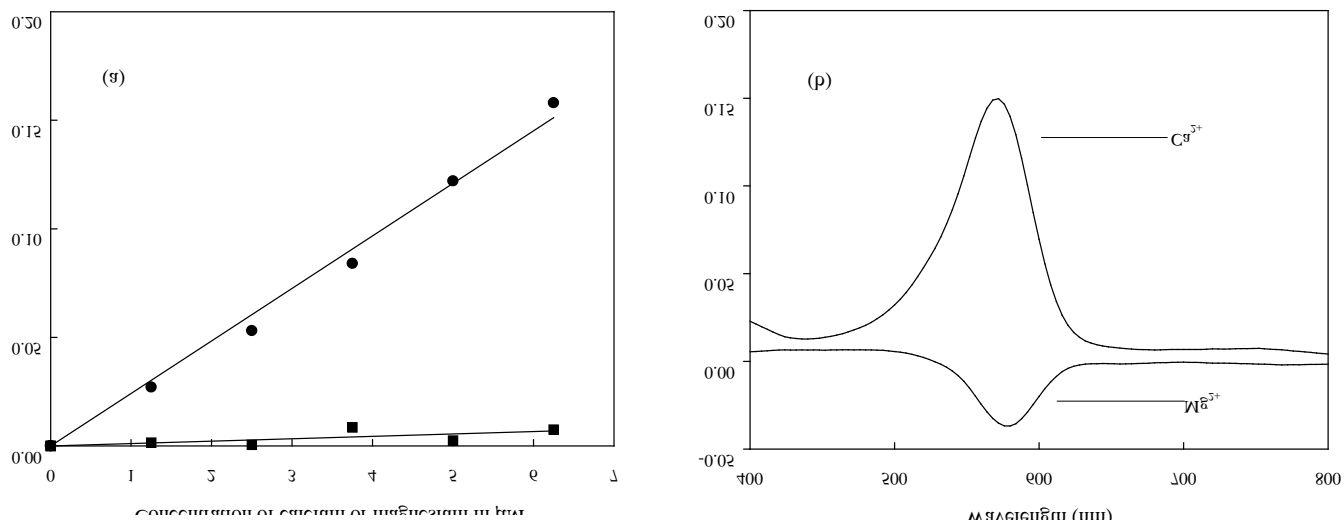 0.20
0.15
0.10
0.05
0.00
(a)
0 1 2 3 4 5 6 7
Concentration of calcium or magnesium in µM
0.20
0.15
0.10
0.05
0.00
-0.05
(b)
Ca2+
Mg2+
400 500 600 700 800
Wavelength (nm)